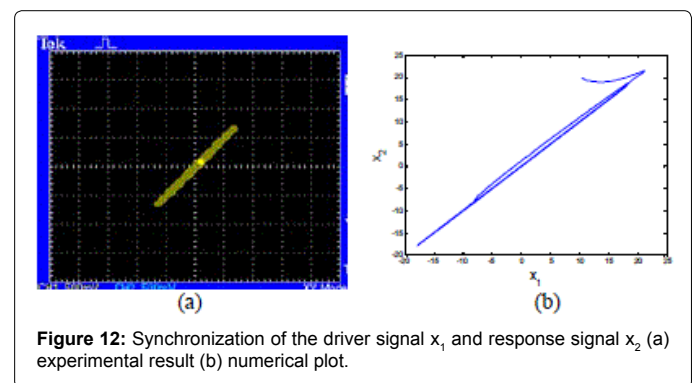 Tek
25
20
15
10
5
0
-5
-10
-15
-20
x2
-20 -15 -10 -5 0 5 10 15 20 25
x1
Ch1 500mV
(a)
(b)
Figure 12: Synchronization of the driver signal x1 and response signal x2 (a)
experimental result (b) numerical plot.